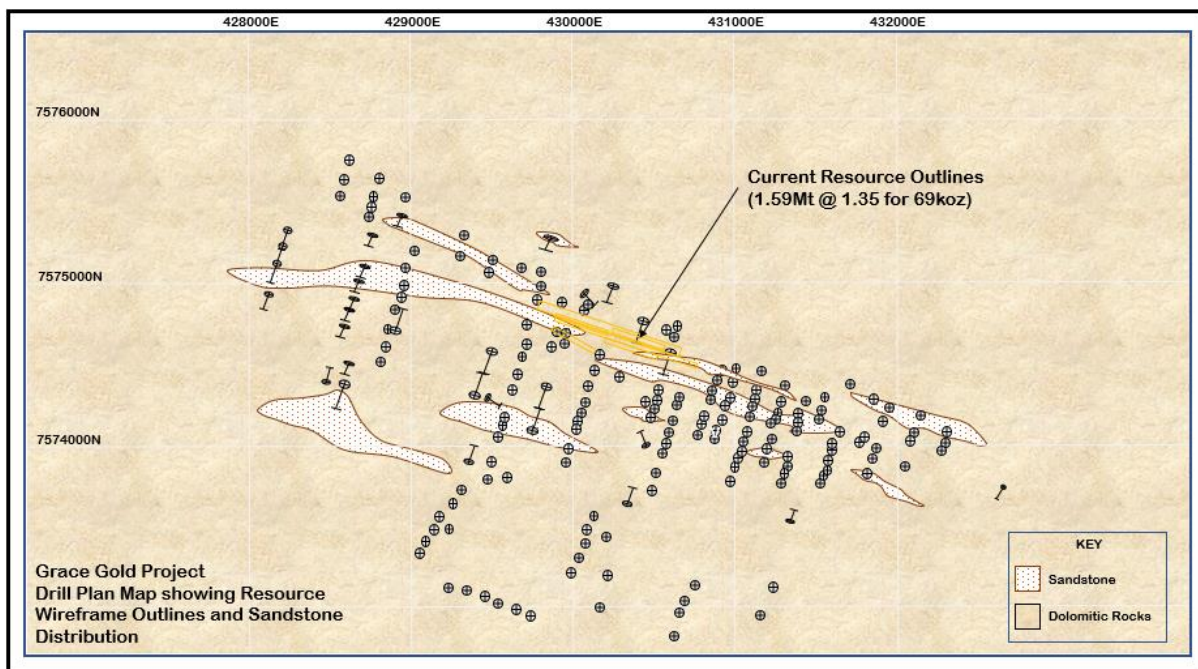 428000E 429000E 430000E 431000E 432000E
7576000N
Current Resource Outlines
(1.59Mt @ 1.35 for 69koz)
7575000N
7574000N
KEY
Sandstone
Dolomitic Rocks
Grace Gold Project
Drill Plan Map showing Resource
Wireframe Outlines and Sandstone
Distribution